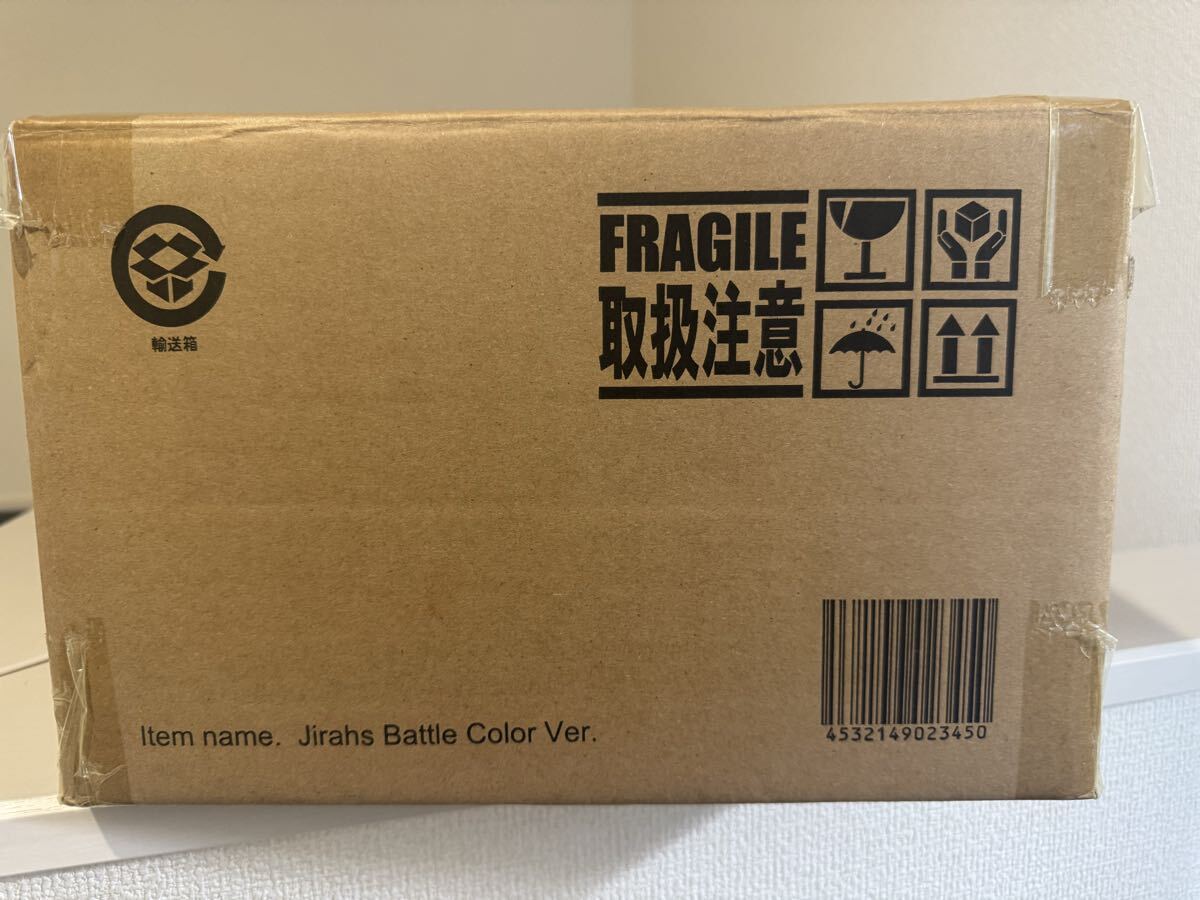 FRAGILE
取扱注意
輸送箱
Item name. Jirahs Battle Color Ver.
4532149023450